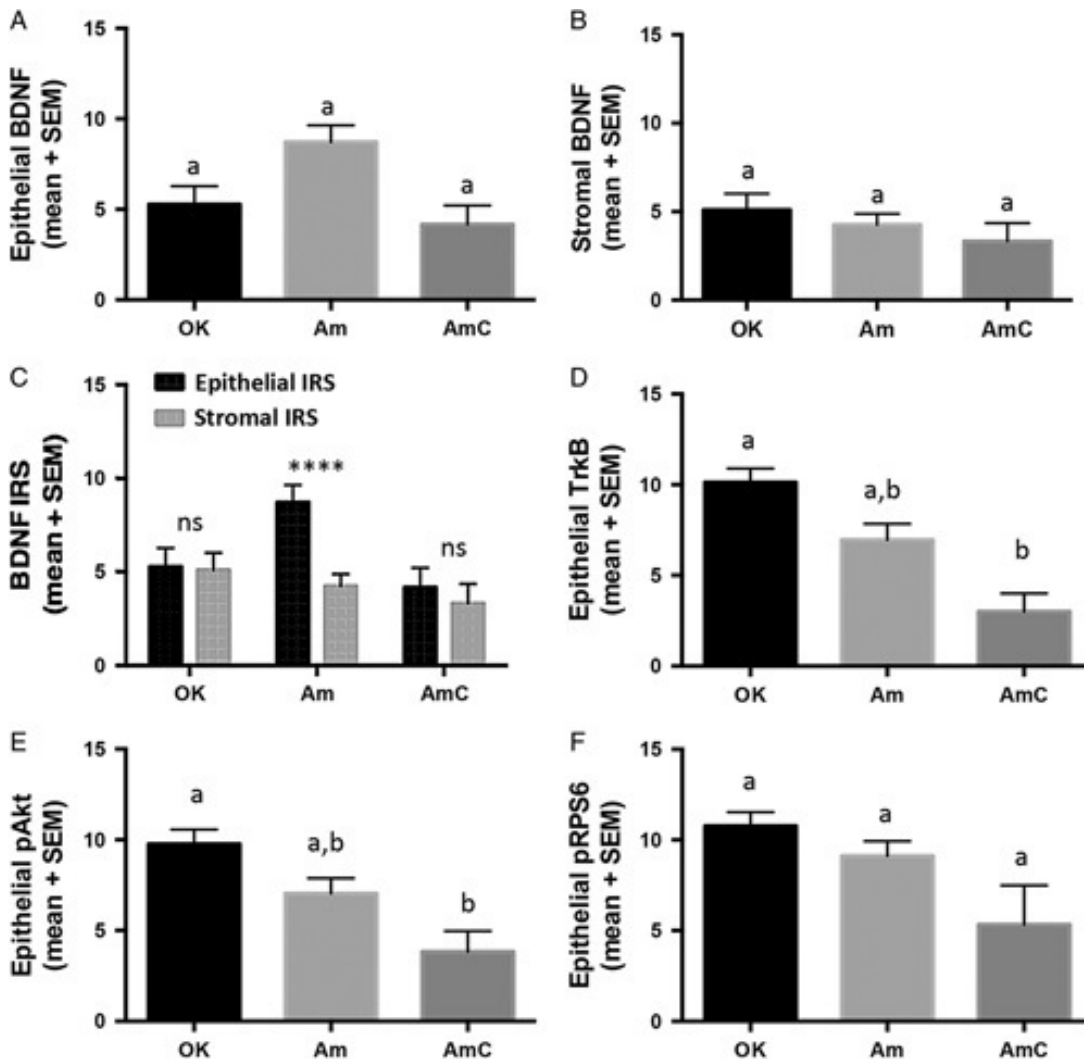 A
Epithelial BDNF
(mean + SEM)
15
10
5
0
a
a
a
OK
Am
AmC
B
Stromal BDNF
(mean + SEM)
15
10
5
0
a
a
a
OK
Am
AmC
C
BDNF IRS
(mean + SEM)
15
10
5
0
Epithelial IRS
Stromal IRS
ns
****
ns
OK
Am
AmC
D
Epithelial TrkB
(mean + SEM)
15
10
5
0
a
a,b
b
OK
Am
AmC
E
Epithelial pAkt
(mean + SEM)
15
10
5
0
a
a,b
b
OK
Am
AmC
F
Epithelial pRPS6
(mean + SEM)
15
10
5
0
a
a
a
OK
Am
AmC